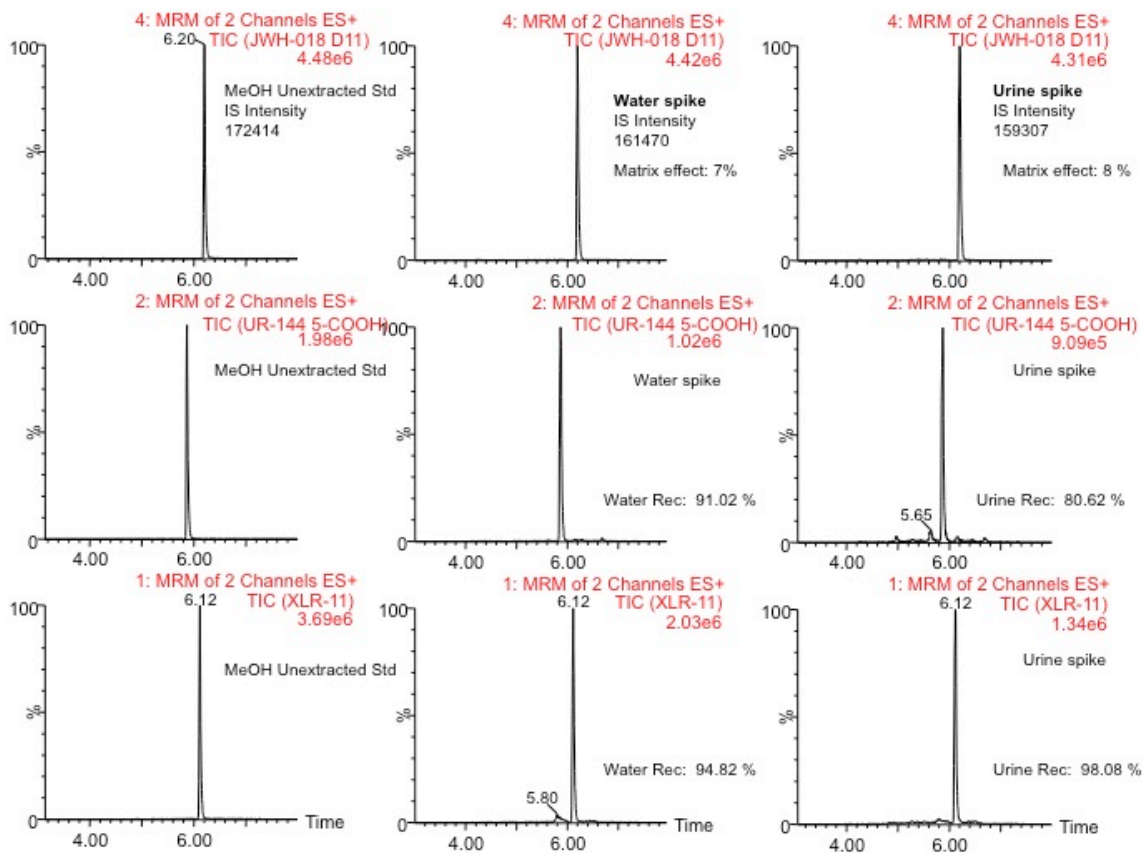 4: MRM of 2 Channels ES+
TIC (JWH-018 D11)
4.48e6
6.20
100
MeOH Unextracted Std
IS Intensity
172414
%
0
4.00 6.00
4: MRM of 2 Channels ES+
TIC (JWH-018 D11)
4.42e6
100
Water spike
IS Intensity
161470
Matrix effect: 7%
%
0
4.00 6.00
4: MRM of 2 Channels ES+
TIC (JWH-018 D11)
4.31e6
100
Urine spike
IS Intensity
159307
Matrix effect: 8 %
%
0
4.00 6.00
2: MRM of 2 Channels ES+
TIC (UR-144 5-COOH)
1.98e6
100
MeOH Unextracted Std
%
0
4.00 6.00
2: MRM of 2 Channels ES+
TIC (UR-144 5-COOH)
1.02e6
100
Water spike
%
Water Rec: 91.02 %
0
4.00 6.00
2: MRM of 2 Channels ES+
TIC (UR-144 5-COOH)
9.09e5
100
Urine spike
%
Urine Rec: 80.62 %
5.65
0
4.00 6.00
1: MRM of 2 Channels ES+
6.12
TIC (XLR-11)
3.69e6
100
MeOH Unextracted Std
%
0
Time
4.00 6.00
1: MRM of 2 Channels ES+
6.12
TIC (XLR-11)
2.03e6
100
%
Water Rec: 94.82 %
5.80
0
Time
4.00 6.00
1: MRM of 2 Channels ES+
6.12
TIC (XLR-11)
1.34e6
100
Urine spike
%
Urine Rec: 98.08 %
0
Time
4.00 6.00